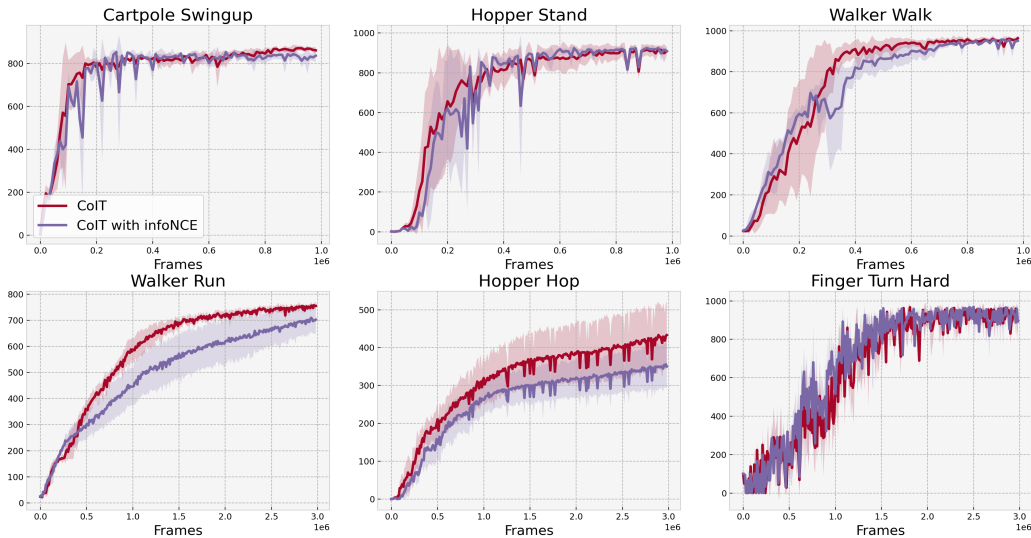 Cartpole Swingup
800
600
400
200
0
0.0 0.2 0.4 0.6 0.8 1.0
1e6
Frames
CoIT
CoIT with infoNCE
Hopper Stand
1000
800
600
400
200
0
0.0 0.2 0.4 0.6 0.8 1.0
1e6
Frames
Walker Walk
1000
800
600
400
200
0
0.0 0.2 0.4 0.6 0.8 1.0
1e6
Frames
Walker Run
800
700
600
500
400
300
200
100
0
0.0 0.5 1.0 1.5 2.0 2.5 3.0
1e6
Frames
Hopper Hop
500
400
300
200
100
0
0.0 0.5 1.0 1.5 2.0 2.5 3.0
1e6
Frames
Finger Turn Hard
1000
800
600
400
200
0
0.0 0.5 1.0 1.5 2.0 2.5 3.0
1e6
Frames